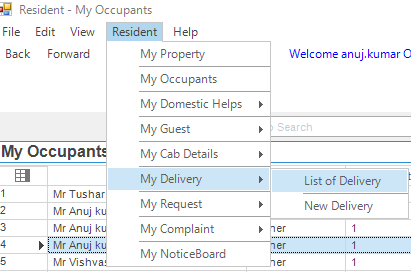 Resident - My Occupants
File Edit View Resident Help
Back Forward Welcome anuj.kumar O
My Property
My Occupants
My Domestic Helps
My Guest
Search
My Cab Details
My Occupants
My Delivery
List of Delivery
1 Mr Tushar
My Request
New Delivery
2 Mr Anuj ku
3 Mr Anuj ku My Complaint ner 1
4 Mr Anuj ku My NoticeBoard ner 1
5 Mr Vishvas ner 1